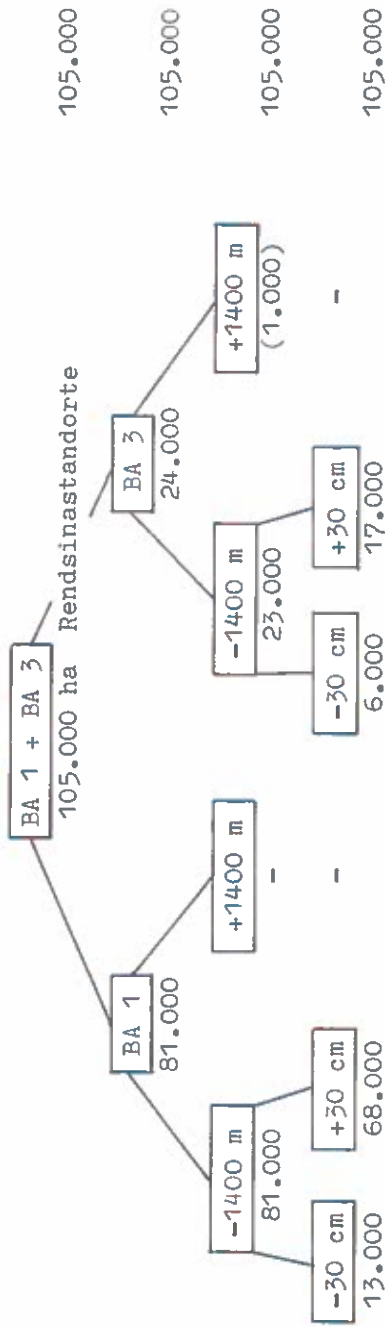 BA 1 + BA 3
105.000 ha Rendsinastandorte 105.000
BA 1 BA 3
81.000 24.000 105.000
-1400 m +1400 m -1400 m +1400 m
81.000 - 23.000 (1.000) 105.000
-30 cm +30 cm - -30 cm +30 cm -
13.000 68.000 6.000 17.000 105.000